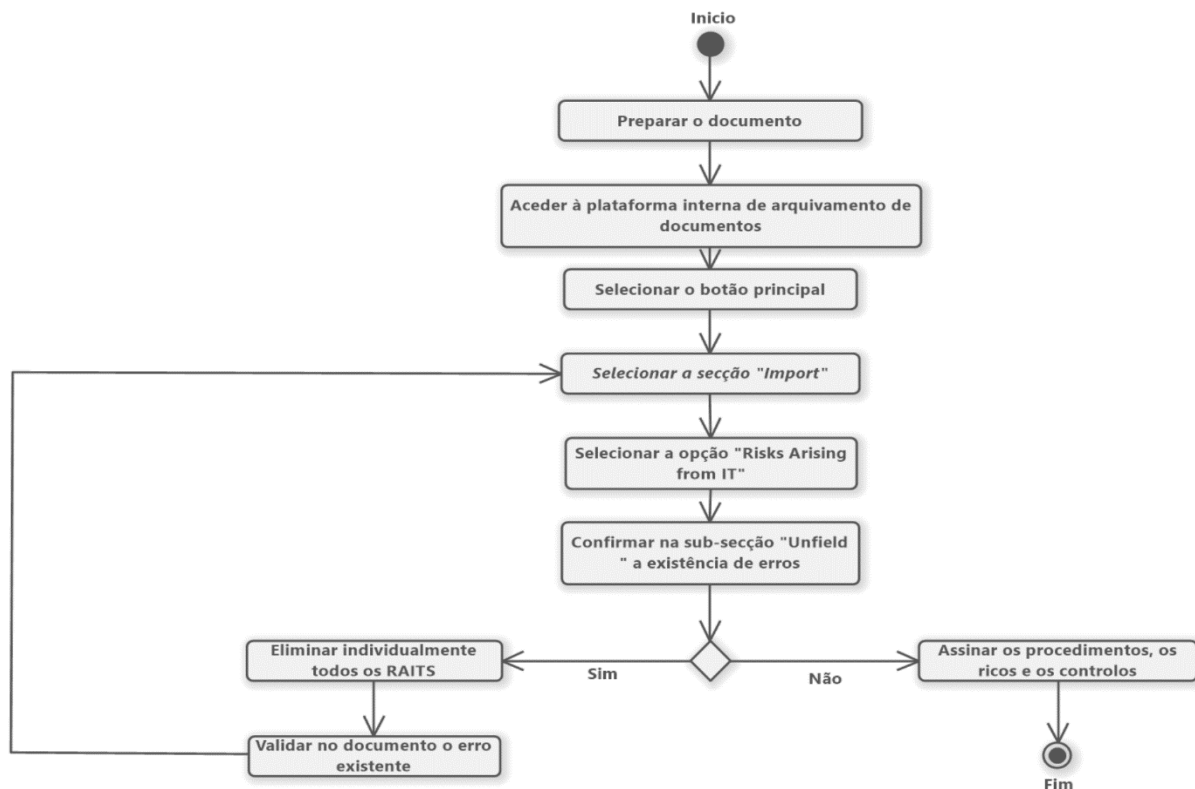 Inicio
Preparar o documento
Aceder à plataforma interna de arquivamento de
documentos
Selecionar o botão principal
Selecionar a secção "Import"
Selecionar a opção "Risks Arising
from IT"
Confirmar na sub-secção "Unfield
" a existência de erros
Eliminar individualmente
todos os RAITS
Sim
Não
Assinar os procedimentos, os
ricos e os controlos
Validar no documento o erro
existente
Fim